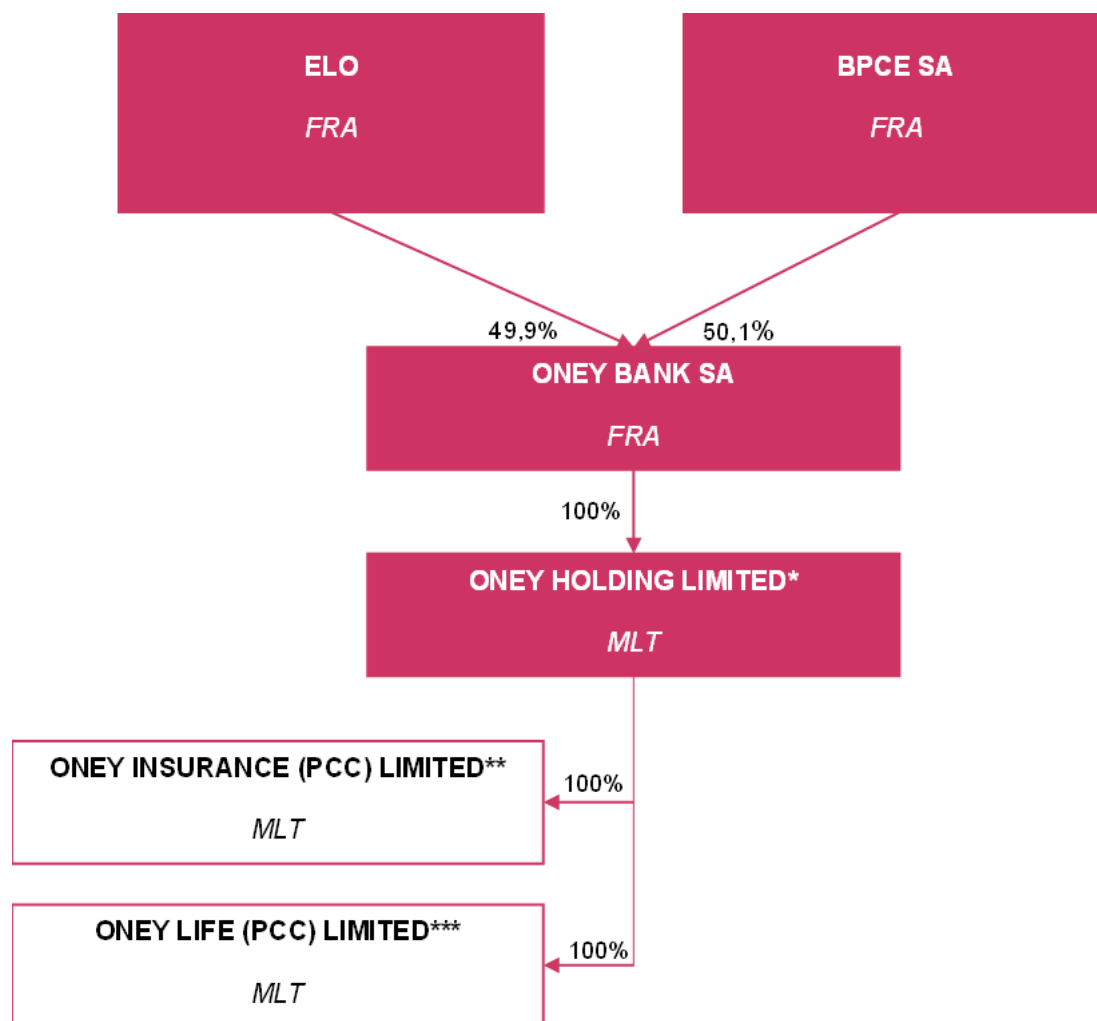 ELO
FRA
BPCE SA
FRA
49,9%
50,1%
ONEY BANK SA
FRA
100%
ONEY HOLDING LIMITED*
MLT
ONEY INSURANCE (PCC) LIMITED**
MLT
100%
ONEY LIFE (PCC) LIMITED***
MLT
100%